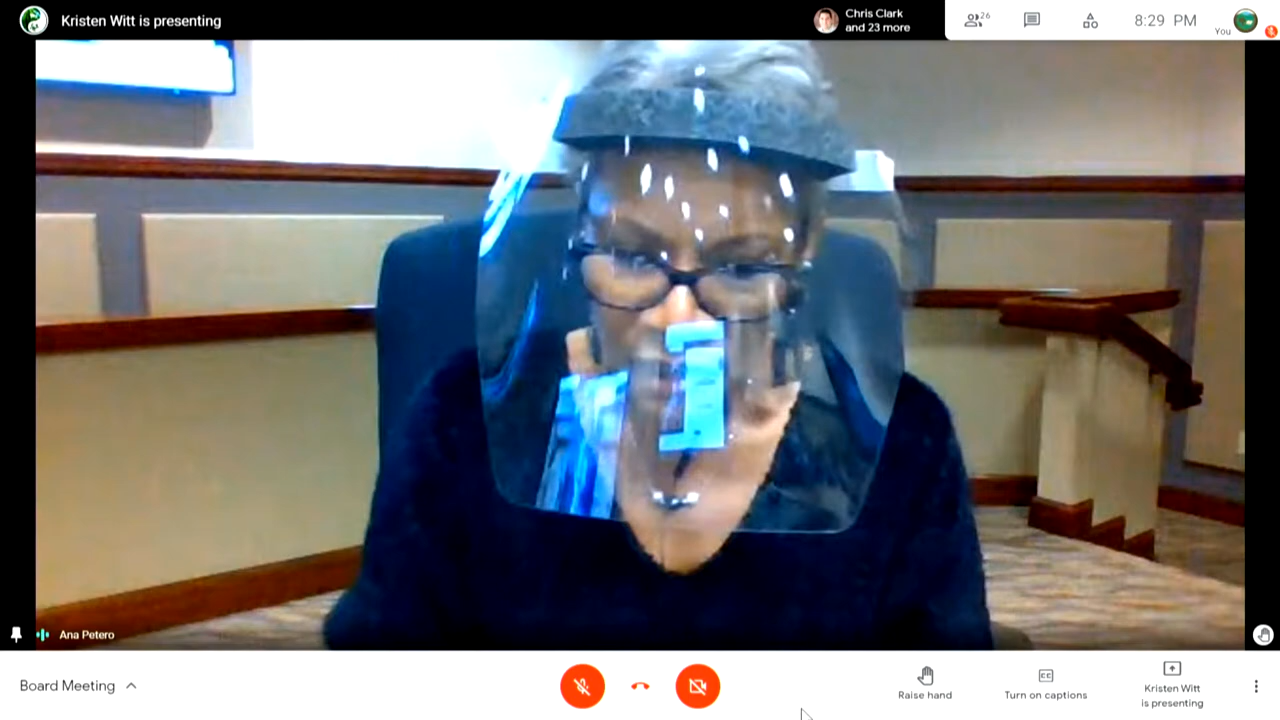 Kristen Witt is presenting
Chris Clark
and 23 more
26
8:29 PM
You
Ana Petero
Board Meeting
Raise hand
Turn on captions
Kristen Witt
is presenting